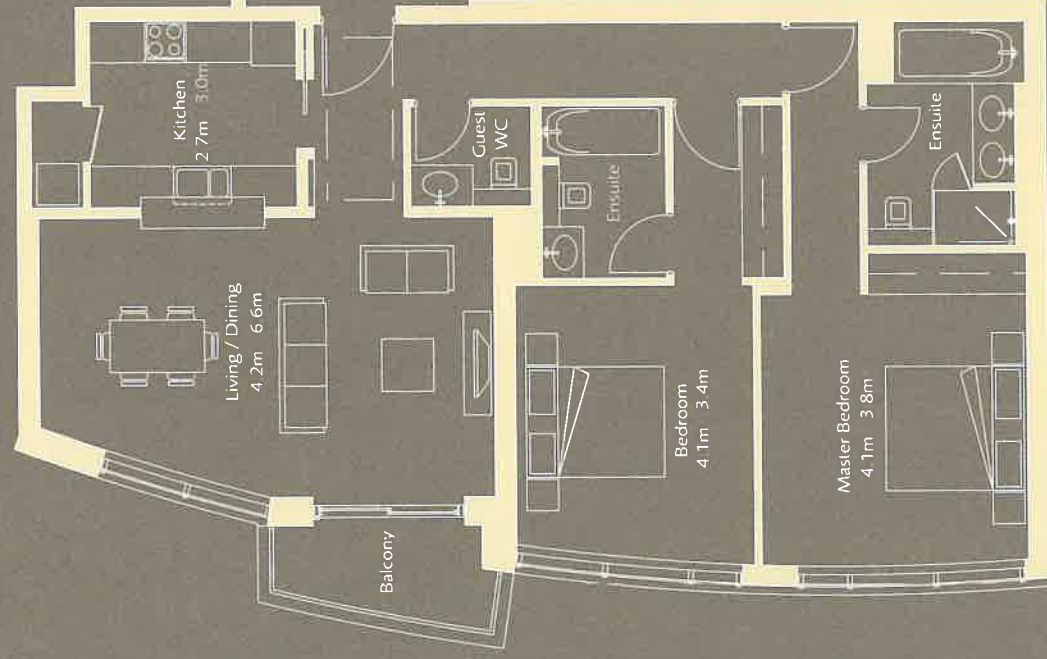 Kitchen
2 7m 3.0m
Guest
WC
Ensuite
Ensuite
Living / Dining
4.2m 6 6m
Bedroom
4.1m 3.4m
Master Bedroom
4 1m 3 8m
Balcony